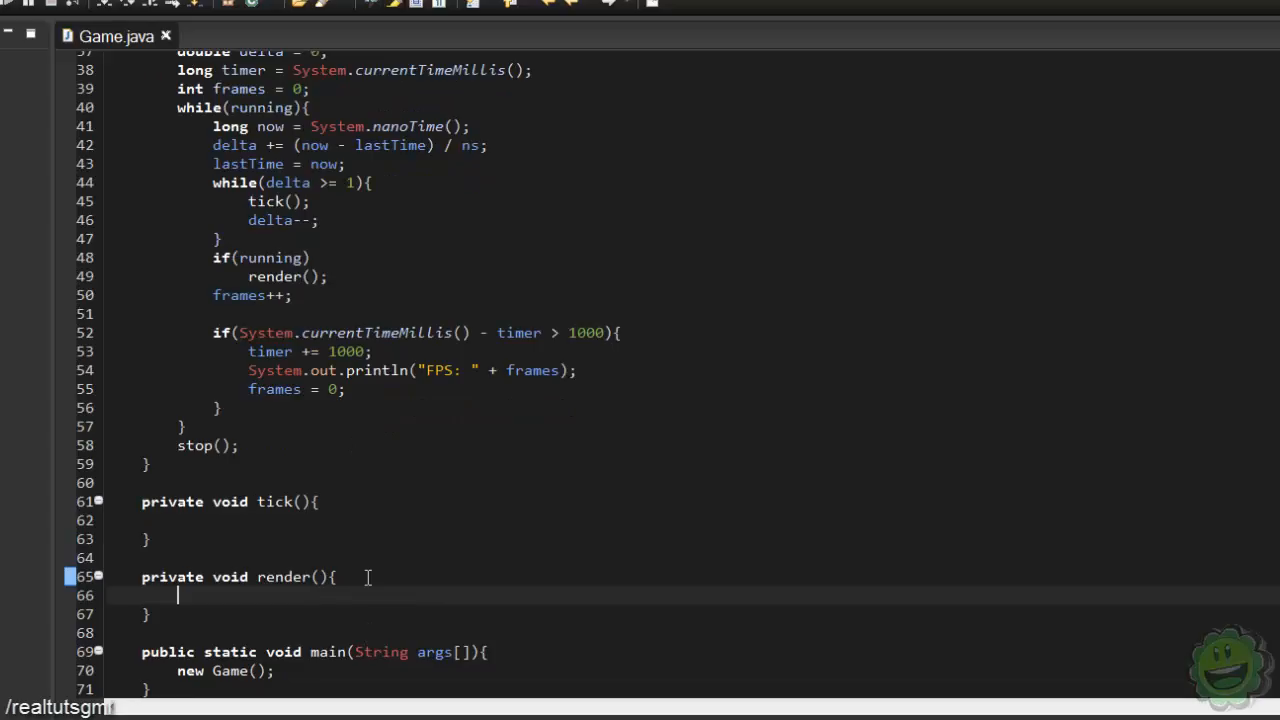 Game.java
37 double delta = 0;
38 long timer = System.currentTimeMillis();
39 int frames = 0;
40 while(running){
41 long now = System.nanoTime();
42 delta += (now - lastTime) / ns;
43 lastTime = now;
44 while(delta >= 1){
45 tick();
46 delta--;
47 }
48 if(running)
49 render();
50 frames++;
51
52 if(System.currentTimeMillis() - timer > 1000){
53 timer += 1000;
54 System.out.println("FPS: " + frames);
55 frames = 0;
56 }
57 }
58 stop();
59 }
60
61 private void tick(){
62
63 }
64
65 private void render(){
66
67 }
68
69 public static void main(String args[]){
70 new Game();
71 }
/realtutsgmr